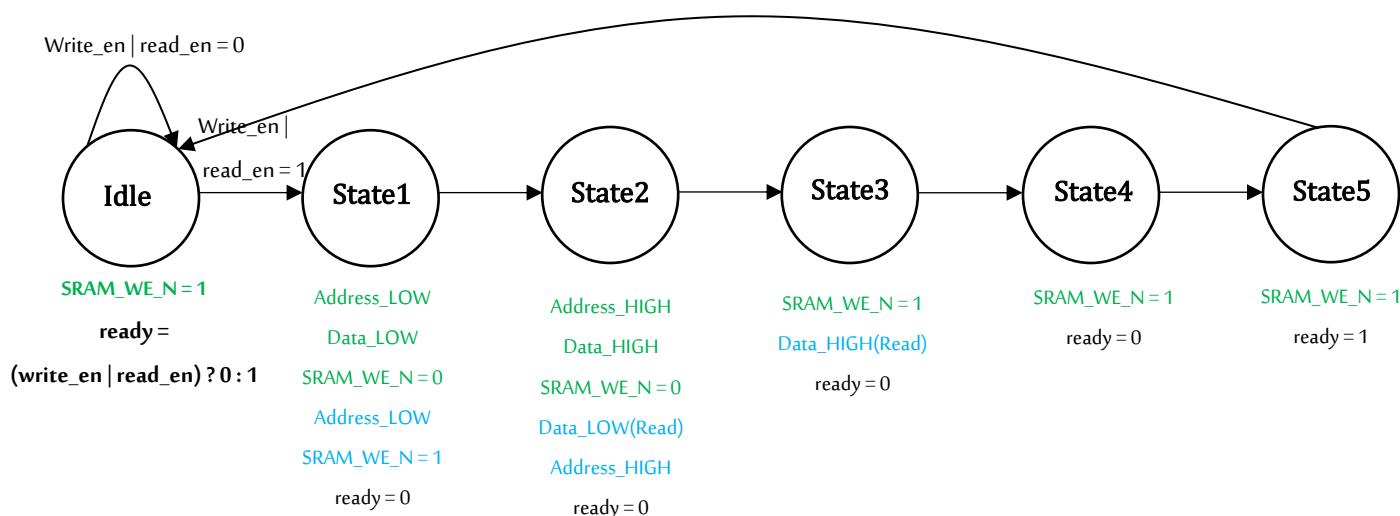 Write_en | read_en = 0
Write_en |
read_en = 1
Idle
State1
State2
State3
State4
State5
SRAM_WE_N = 1
ready =
(write_en | read_en) ? 0 : 1
Address_LOW
Data_LOW
SRAM_WE_N = 0
Address_LOW
SRAM_WE_N = 1
ready = 0
Address_HIGH
Data_HIGH
SRAM_WE_N = 0
Data_LOW(Read)
Address_HIGH
ready = 0
SRAM_WE_N = 1
Data_HIGH(Read)
ready = 0
SRAM_WE_N = 1
ready = 0
SRAM_WE_N = 1
ready = 1